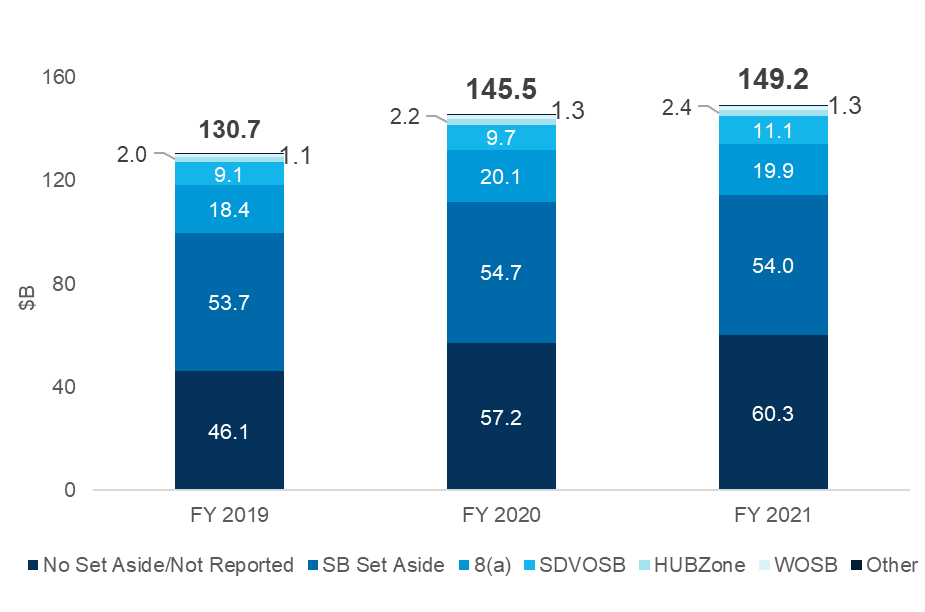 160
120
80
40
0
$B
130.7
2.0
1.1
9.1
18.4
53.7
46.1
145.5
2.2
1.3
9.7
20.1
54.7
57.2
149.2
2.4
1.3
11.1
19.9
54.0
60.3
FY 2019
FY 2020
FY 2021
No Set Aside/Not Reported
SB Set Aside
8(a)
SDVOSB
HUBZone
WOSB
Other